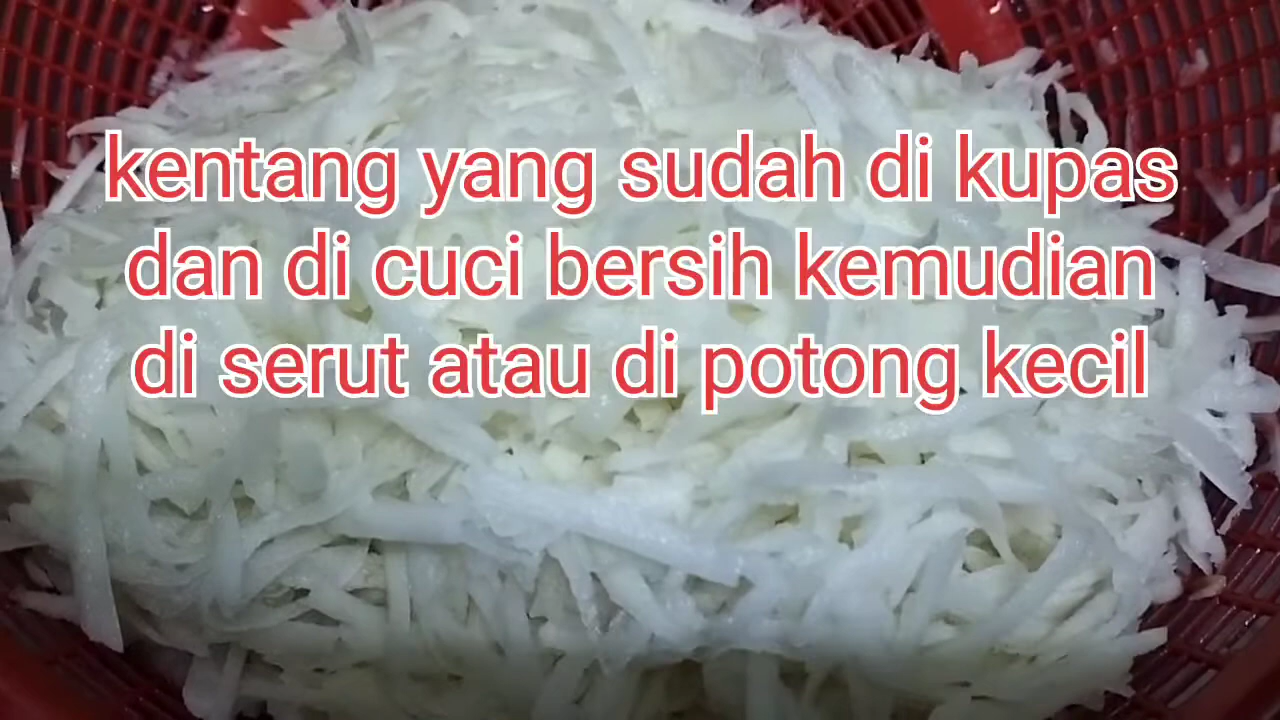 kentang yang sudah di kupas
dan di cuci bersih kemudian
di serut atau di potong kecil